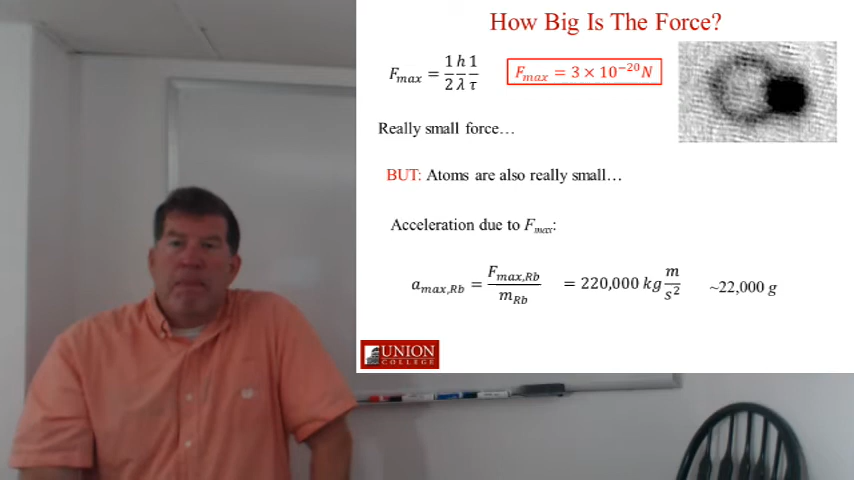 How Big Is The Force?
F_max = 1/2 h/λ 1/τ
F_max = 3 × 10^−20 N
Really small force…
BUT: Atoms are also really small…
Acceleration due to F_max:
a_max,Rb = F_max,Rb / m_Rb = 220,000 kg m/s² ~22,000 g
UNION
COLLEGE